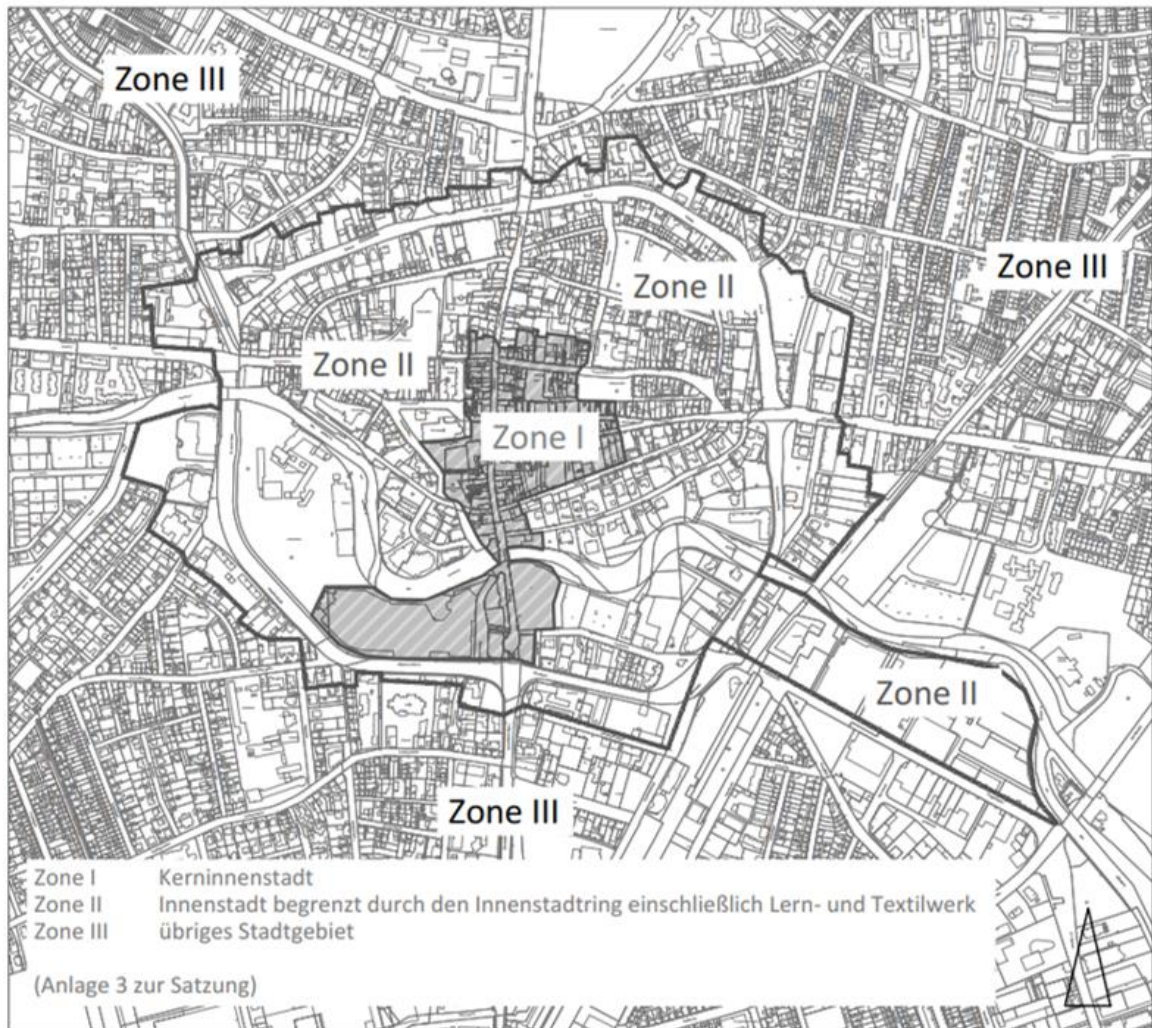 Zone III
Zone III
Zone II
Zone II
Zone I
Zone II
Zone III
Zone I Kerninnenstadt
Zone II Innenstadt begrenzt durch den Innenstadtring einschließlich Lern- und Textilwerk
Zone III übriges Stadtgebiet
(Anlage 3 zur Satzung)